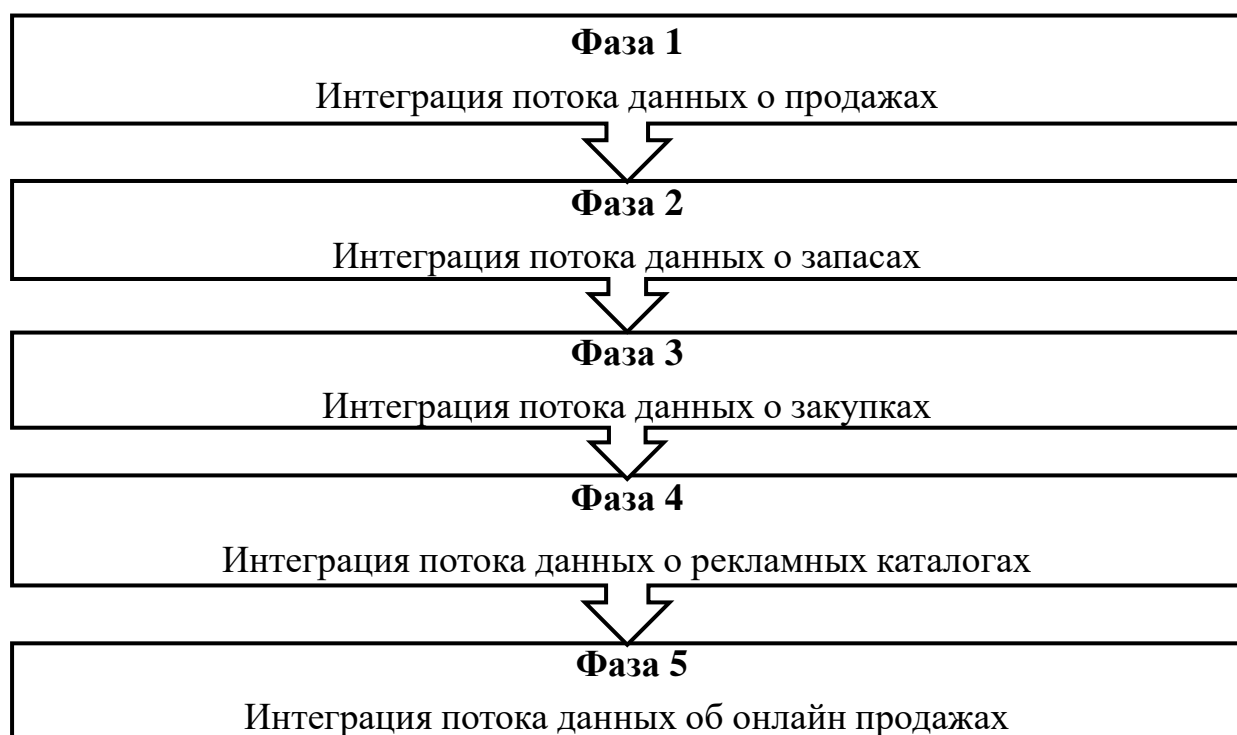 Фаза 1
Интеграция потока данных о продажах
Фаза 2
Интеграция потока данных о запасах
Фаза 3
Интеграция потока данных о закупках
Фаза 4
Интеграция потока данных о рекламных каталогах
Фаза 5
Интеграция потока данных об онлайн продажах